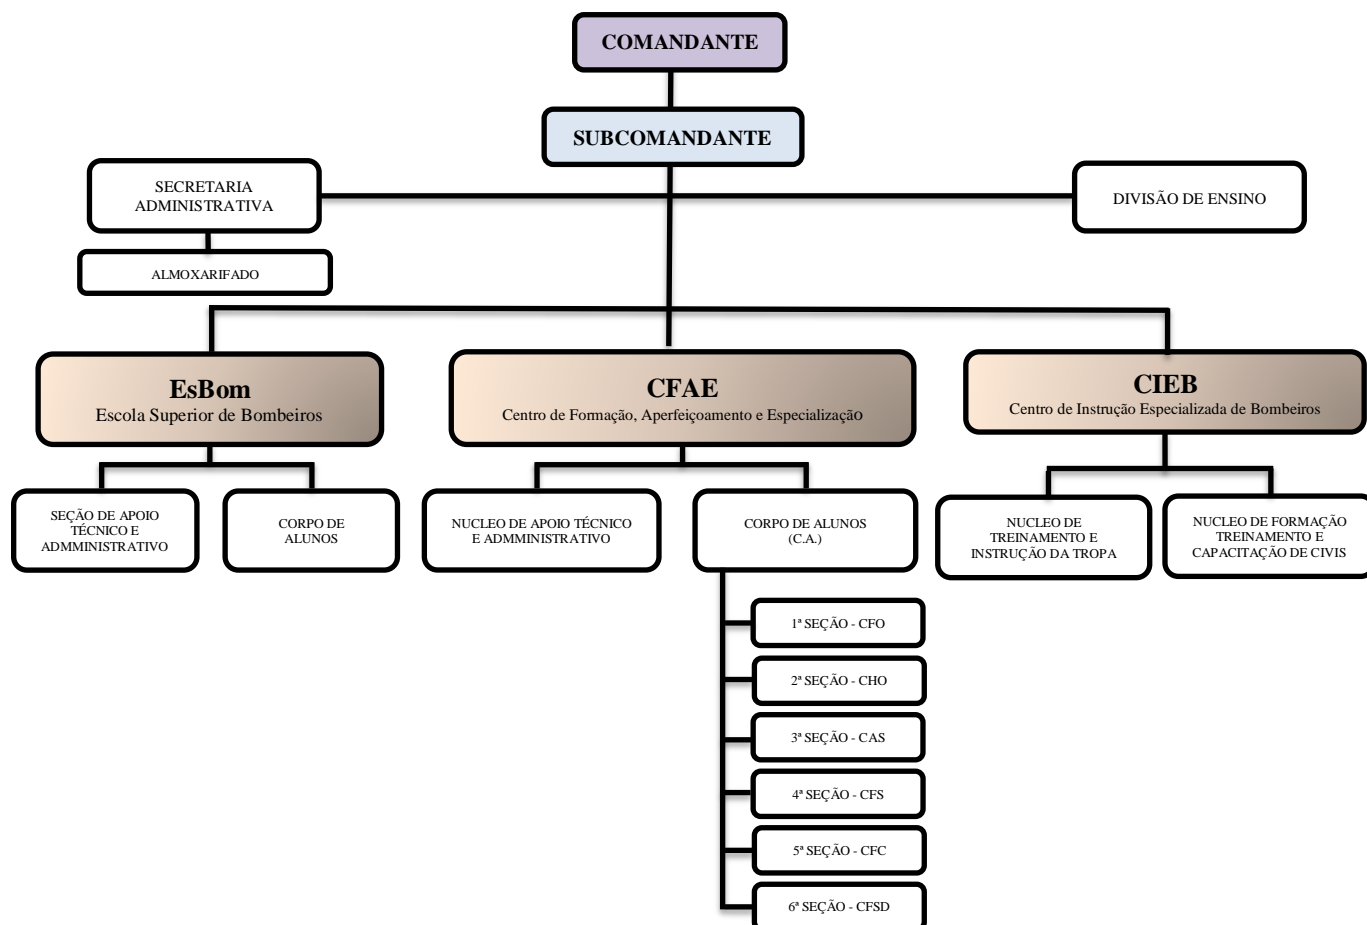 COMANDANTE
SUBCOMANDANTE
SECRETARIA
ADMINISTRATIVA
DIVISÃO DE ENSINO
ALMOXARIFADO
EsBom
Escola Superior de Bombeiros
CFAE
Centro de Formação, Aperfeiçoamento e Especialização
CIEB
Centro de Instrução Especializada de Bombeiros
SEÇÃO DE APOIO
TÉCNICO E
ADMMINISTRATIVO
CORPO DE
ALUNOS
NUCLEO DE APOIO TÉCNICO
E ADMMINISTRATIVO
CORPO DE ALUNOS
(C.A.)
NUCLEO DE
TREINAMENTO E
INSTRUÇÃO DA TROPA
NUCLEO DE FORMAÇÃO
TREINAMENTO E
CAPACITAÇÃO DE CIVIS
1ª SEÇÃO - CFO
2ª SEÇÃO - CHO
3ª SEÇÃO - CAS
4ª SEÇÃO - CFS
5ª SEÇÃO - CFC
6ª SEÇÃO - CFSD